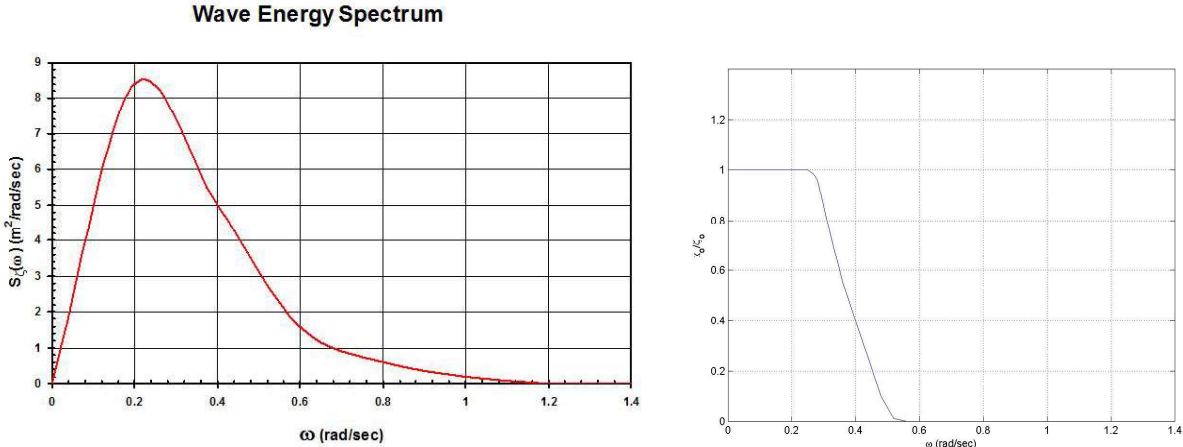 Wave Energy Spectrum
9
8
7
6
5
4
3
2
1
0
Sζ(ω) (m²/rad/sec)
0 0.2 0.4 0.6 0.8 1 1.2 1.4
ω (rad/sec)
1.2
1
0.8
0.6
0.4
0.2
0
0 0.2 0.4 0.6 0.8 1 1.2 1.4
ω (rad/sec)